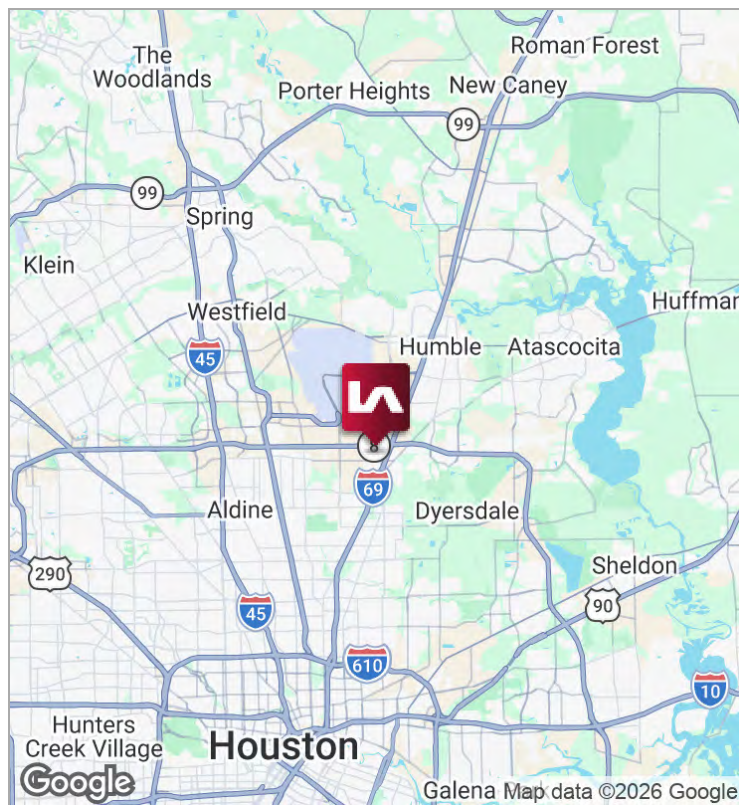 Roman Forest
The
Woodlands
Porter Heights
New Caney
99
99
Spring
Klein
Huffman
Westfield
45
Humble
Atascocita
69
Aldine
Dyersdale
290
Sheldon
90
45
610
10
Hunters
Creek Village
Houston
Google
Galena
Map data ©2026 Google